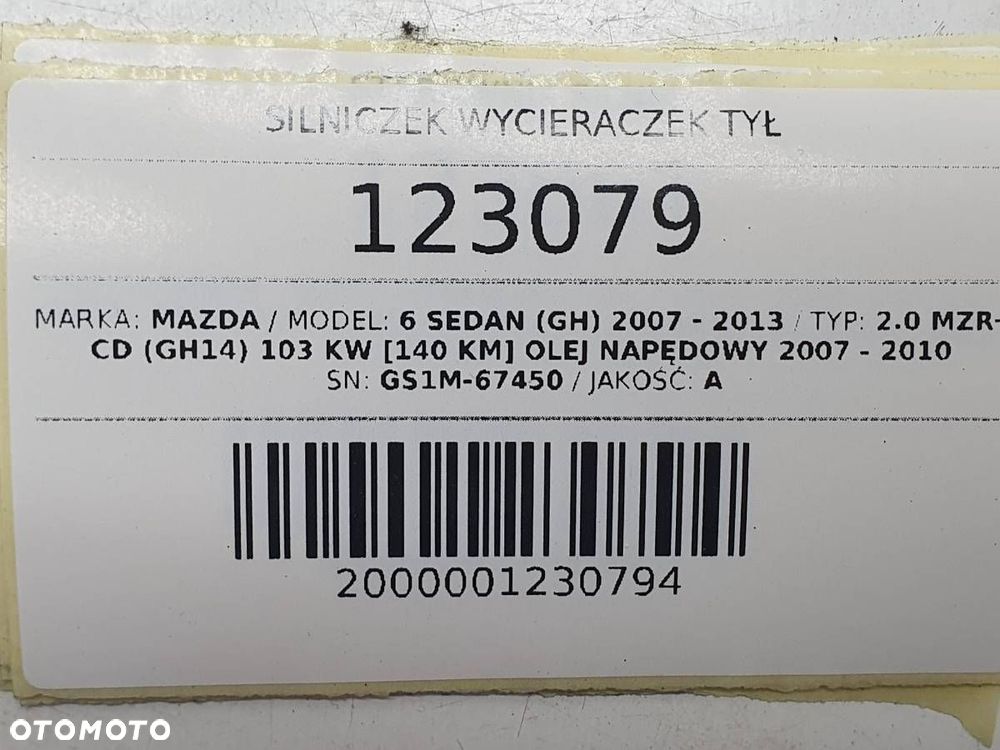 SILNICZEK WYCIERACZEK TYŁ
123079
MARKA: MAZDA / MODEL: 6 SEDAN (GH) 2007 - 2013 / TYP: 2.0 MZR-
CD (GH14) 103 KW [140 KM] OLEJ NAPĘDOWY 2007 - 2010
SN: GS1M-67450 / JAKOŚĆ: A
2000001230794
OTOMOTO